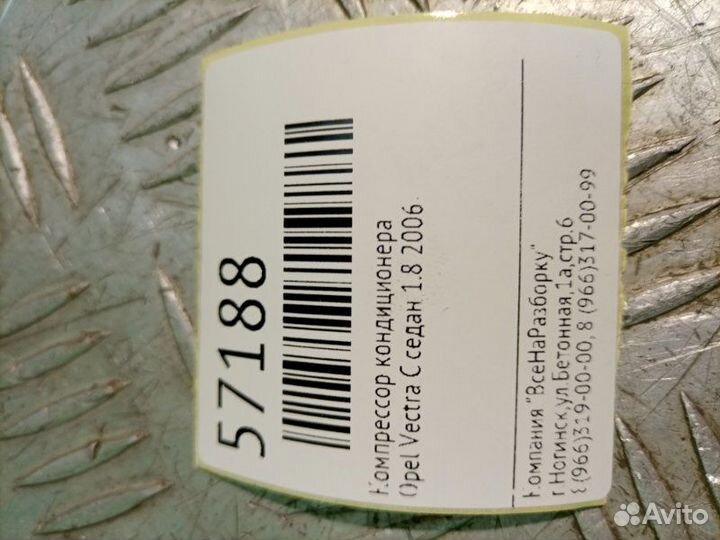 57188
Компрессор кондиционера
Opel Vectra C седан 1.8 2006
Компания "ВсеНаРазборку"
г.Ногинск,ул.Бетонная,1а,стр.6
8 (966)319-00-00, 8 (966)317-00-99
Avito